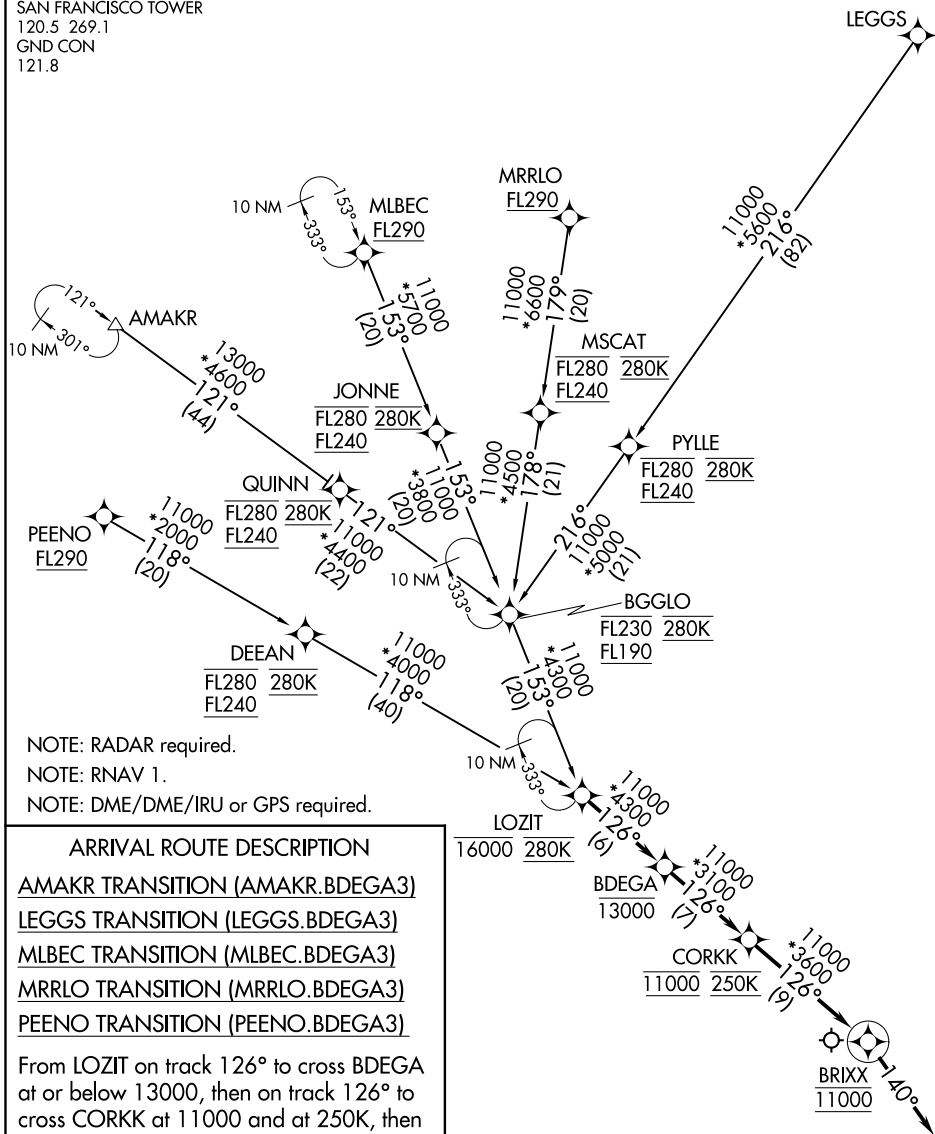 SAN FRANCISCO TOWER
120.5 269.1
GND CON
121.8
LEGGS
11000
*5600
216°
(82)
MRRLO
FL290
11000
*6600
179°
(20)
MLBEC
FL290
10 NM
153°
333°
11000
*5700
153°
(20)
AMAKR
10 NM
121°
301°
13000
*4600
121°
(44)
MSCAT
FL280 280K
FL240
JONNE
FL280 280K
FL240
PYLLE
FL280 280K
FL240
11000
*4500
178°
(21)
153°
11000
*3800
(20)
QUINN
FL280 280K
FL240
121°
11000
*4400
(22)
216°
11000
*5000
(21)
PEENO
FL290
11000
*2000
118°
(20)
10 NM
333°
BGGLO
FL230 280K
FL190
DEEAN
FL280 280K
FL240
11000
*4000
118°
(40)
11000
*4300
153°
(20)
NOTE: RADAR required.
NOTE: RNAV 1.
NOTE: DME/DME/IRU or GPS required.
10 NM
333°
LOZIT
16000 280K
11000
*4300
126°
(6)
BDEGA
13000
11000
*3100
126°
(7)
CORKK
11000 250K
11000
*3600
126°
(9)
BRIXX
11000
140°
ARRIVAL ROUTE DESCRIPTION
AMAKR TRANSITION (AMAKR.BDEGA3)
LEGGS TRANSITION (LEGGS.BDEGA3)
MLBEC TRANSITION (MLBEC.BDEGA3)
MRRLO TRANSITION (MRRLO.BDEGA3)
PEENO TRANSITION (PEENO.BDEGA3)
From LOZIT on track 126° to cross BDEGA
at or below 13000, then on track 126° to
cross CORKK at 11000 and at 250K, then